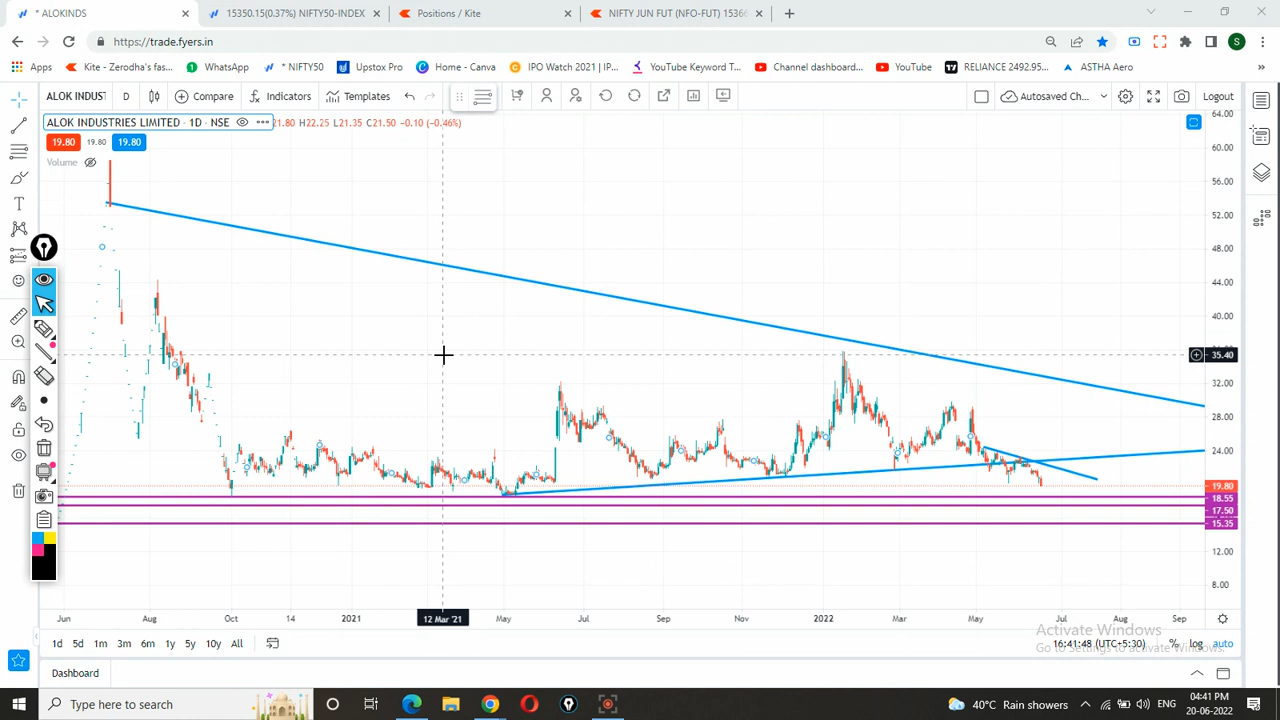 * ALOKINDS
15350.15(0.37%) NIFTY50-INDEX
Positions / Kite
NIFTY JUN FUT (NFO-FUT) 1536
https://trade.fyers.in
S
Apps
Kite - Zerodha's fas...
WhatsApp
* NIFTY50
Upstox Pro
Home - Canva
IPO Watch 2021 | IP...
YouTube Keyword T...
Channel dashboard...
YouTube
RELIANCE 2492.95...
ASTHA Aero
»
ALOK INDUS
D
Compare
Indicators
Templates
Autosaved Ch...
Logout
ALOK INDUSTRIES LIMITED · 1D · NSE
21.80 H22.25 L21.35 C21.50 -0.10 (-0.46%)
19.80 19.80 19.80
Volume
64.00
60.00
56.00
52.00
48.00
44.00
40.00
35.40
32.00
28.00
24.00
19.80
18.55
17.50
15.35
12.00
8.00
Jun
Aug
Oct
14
2021
12 Mar '21
May
Jul
Sep
Nov
2022
Mar
May
Jul
Aug
Sep
Activate Windows
Go to Settings to activate Windows.
1d 5d 1m 3m 6m 1y 5y 10y All
16:41:48 (UTC+5:30)
% log auto
Dashboard
Type here to search
40°C Rain showers
ENG
04:41 PM
20-06-2022